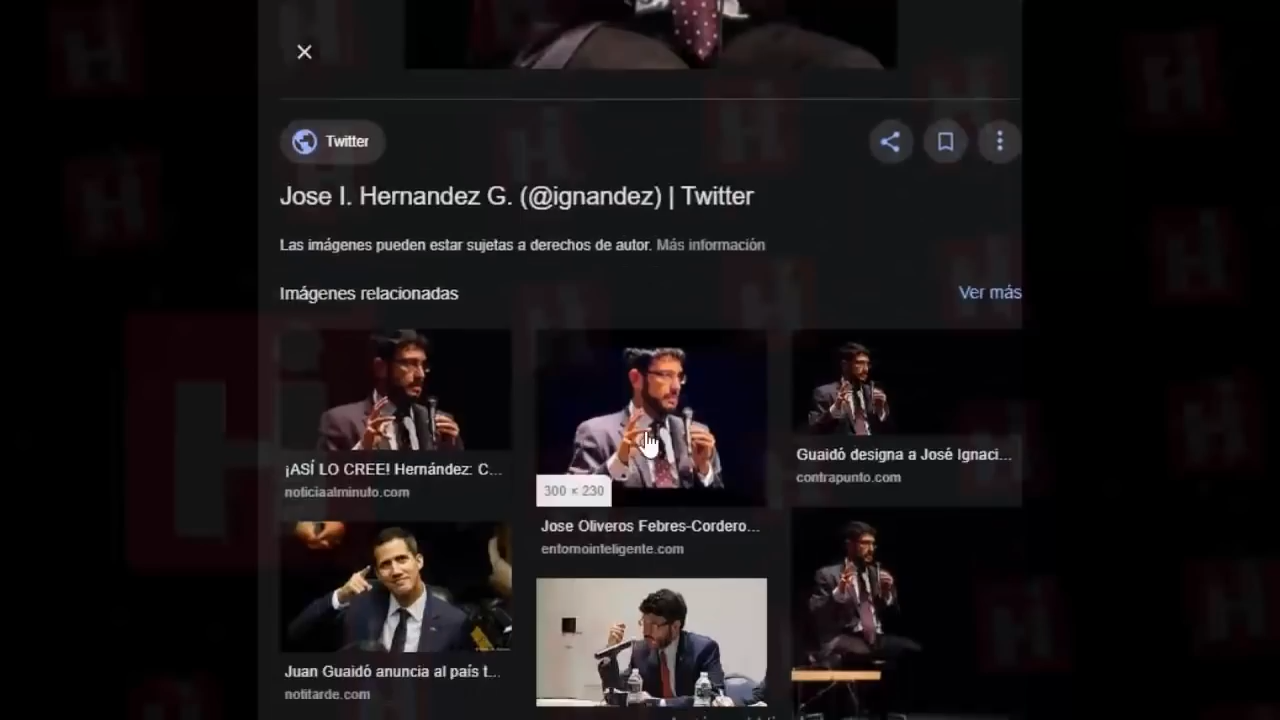 Twitter
Jose I. Hernandez G. (@ignandez) | Twitter
Las imágenes pueden estar sujetas a derechos de autor. Más información
Imágenes relacionadas
Ver más
¡ASÍ LO CREE! Hernández: C...
noticiaalminuto.com
300 × 230
Jose Oliveros Febres-Cordero...
entornointeligente.com
Guaidó designa a José Ignaci...
contrapunto.com
Juan Guaidó anuncia al país t...
notitarde.com